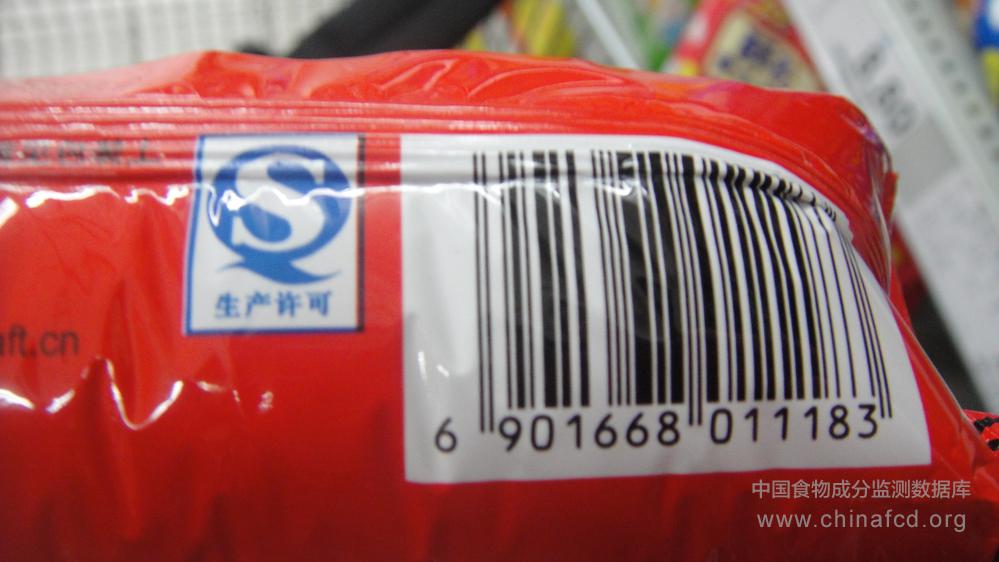 生产许可
aft.cn
6 901668 011183
中国食物成分监测数据库
www.chinafcd.org